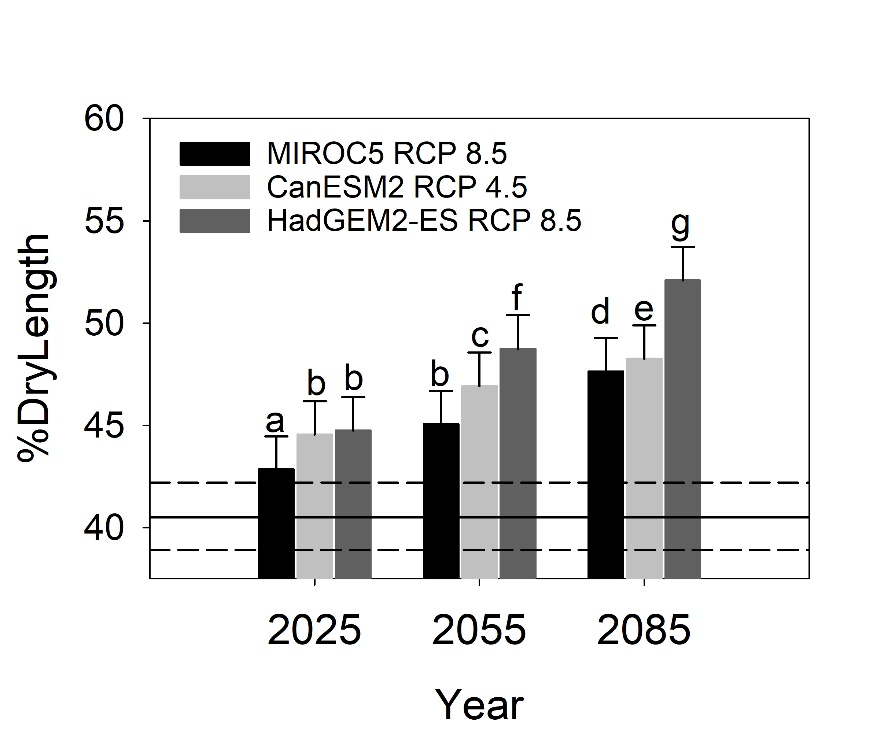 60
MIROC5 RCP 8.5
CanESM2 RCP 4.5
55
HadGEM2-ES RCP 8.5
g
f
50
d
e
c
b
b
b
a
45
40
%DryLength
2025 2055 2085
Year